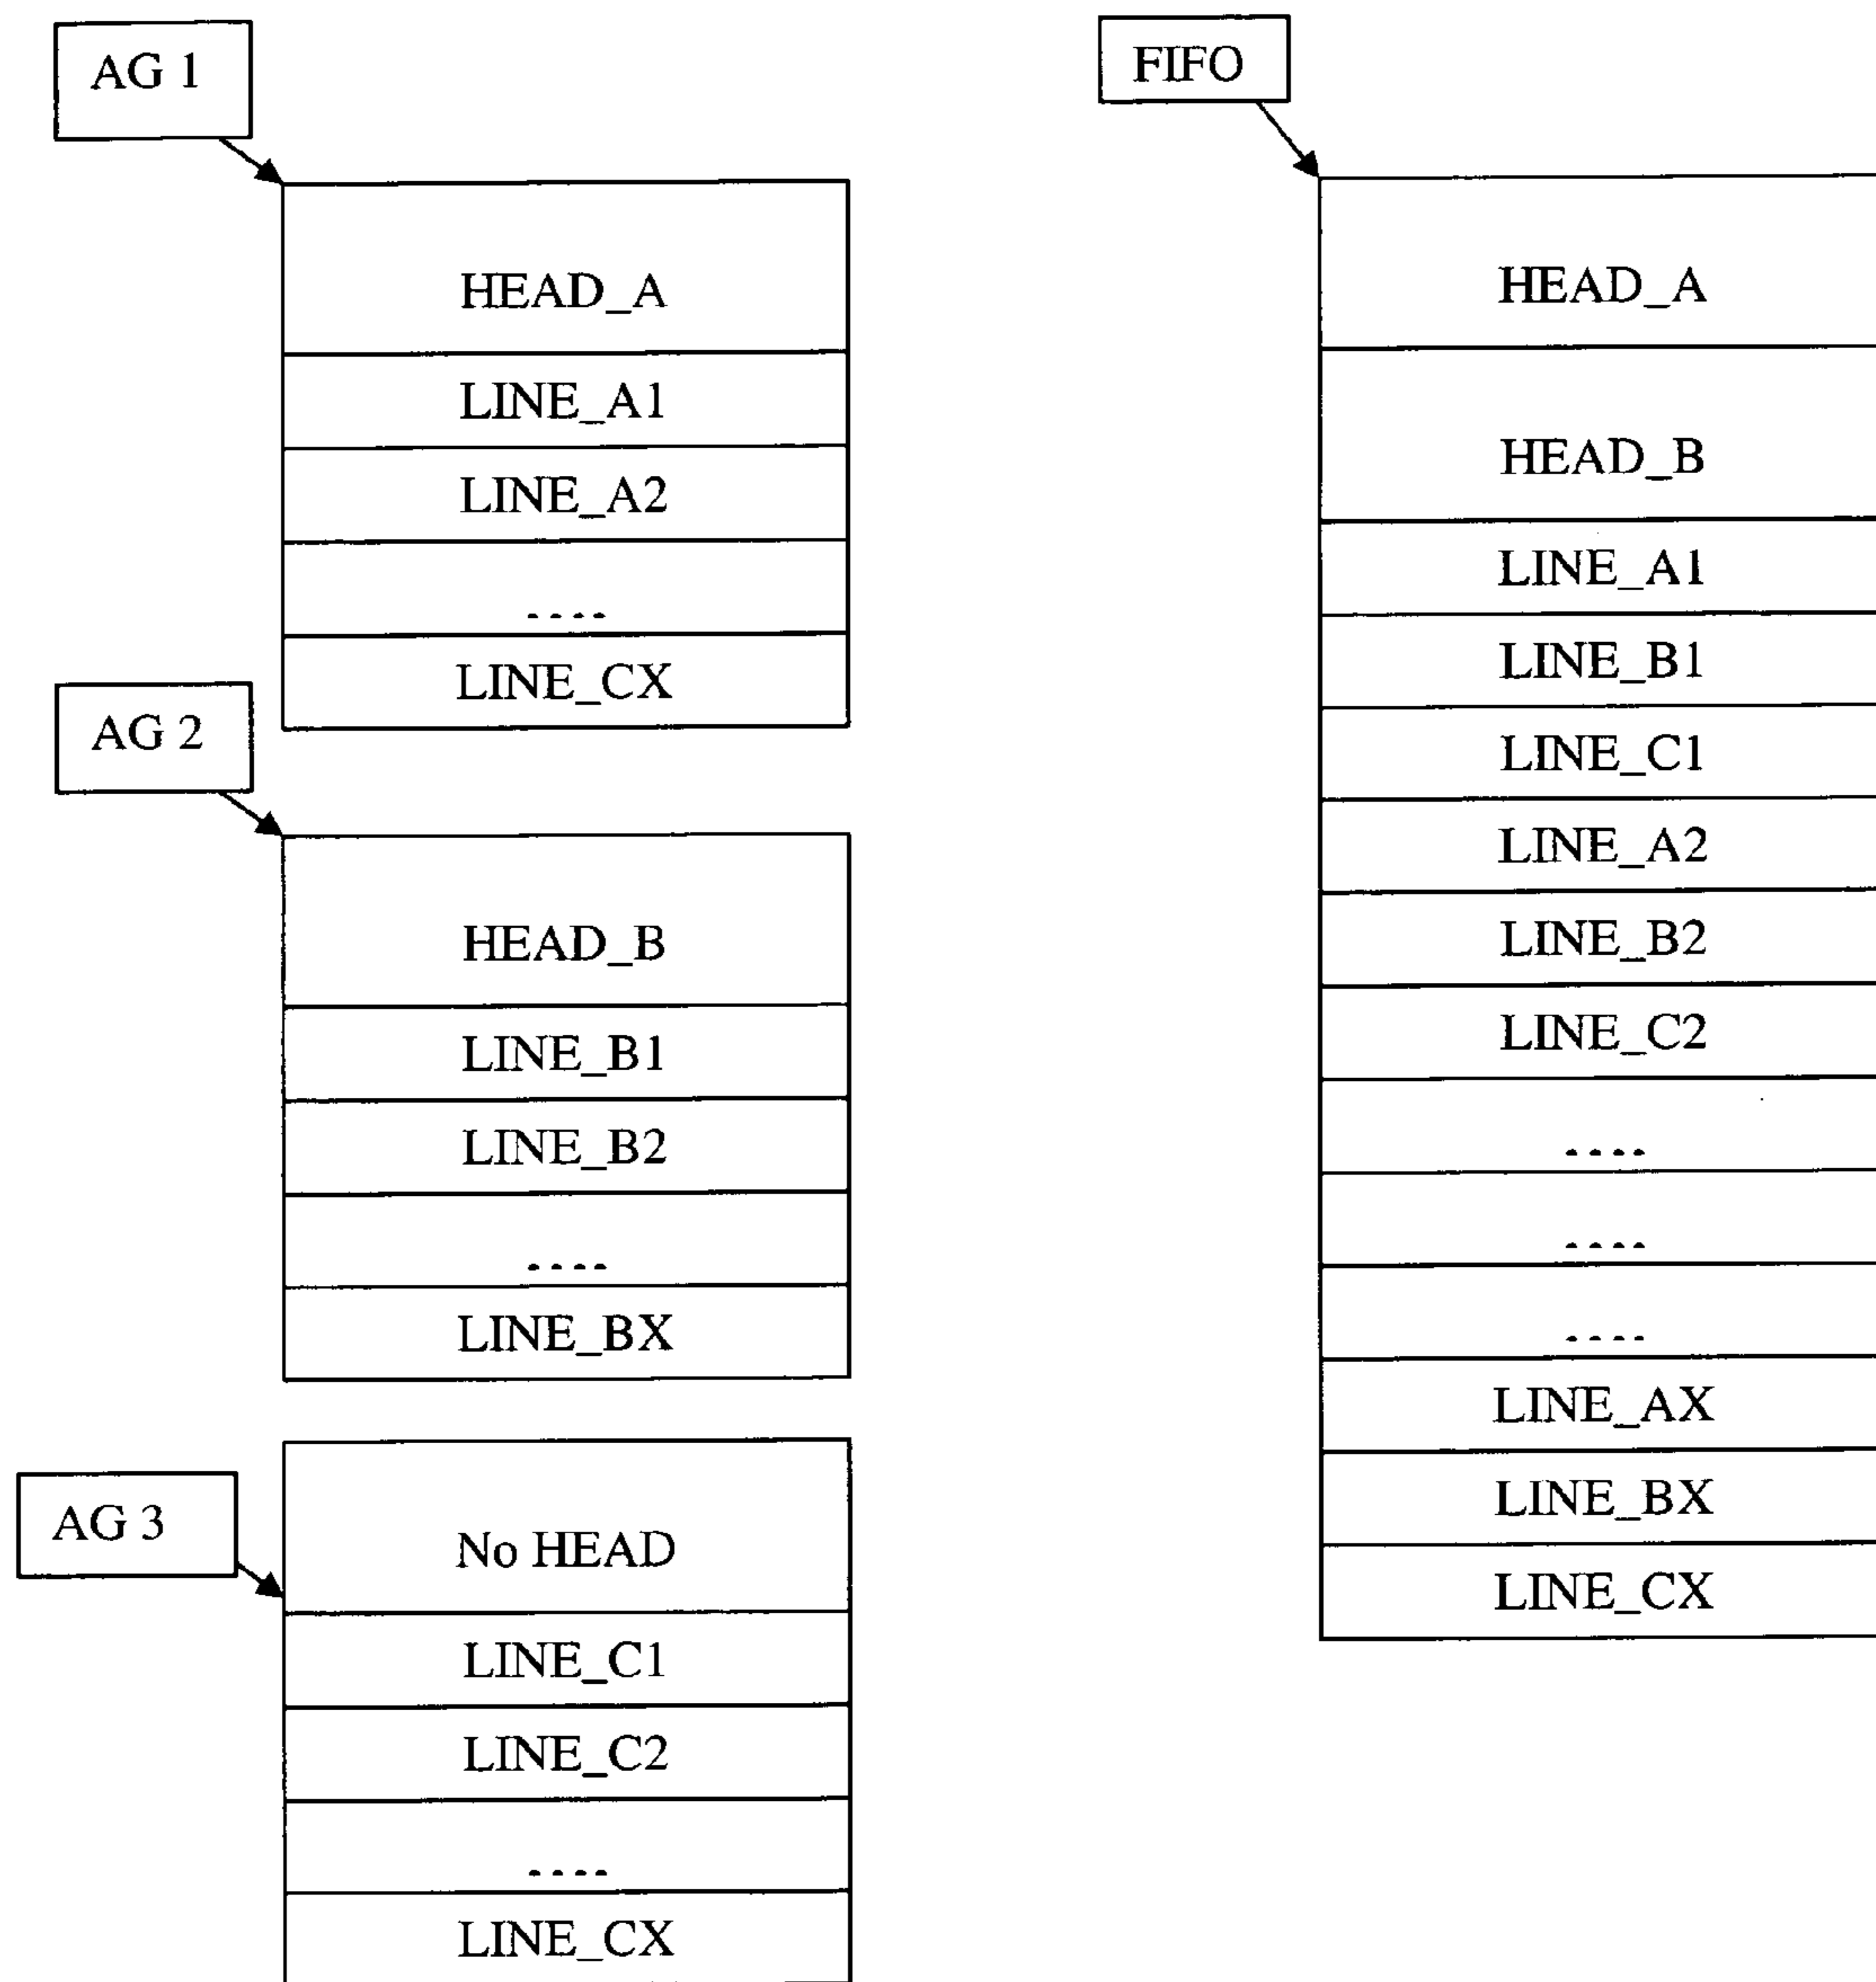 AG 1
HEAD_A
LINE_A1
LINE_A2
....
LINE_CX
AG 2
HEAD_B
LINE_B1
LINE_B2
....
LINE_BX
AG 3
No HEAD
LINE_C1
LINE_C2
....
LINE_CX
FIFO
HEAD_A
HEAD_B
LINE_A1
LINE_B1
LINE_C1
LINE_A2
LINE_B2
LINE_C2
....
....
....
LINE_AX
LINE_BX
LINE_CX